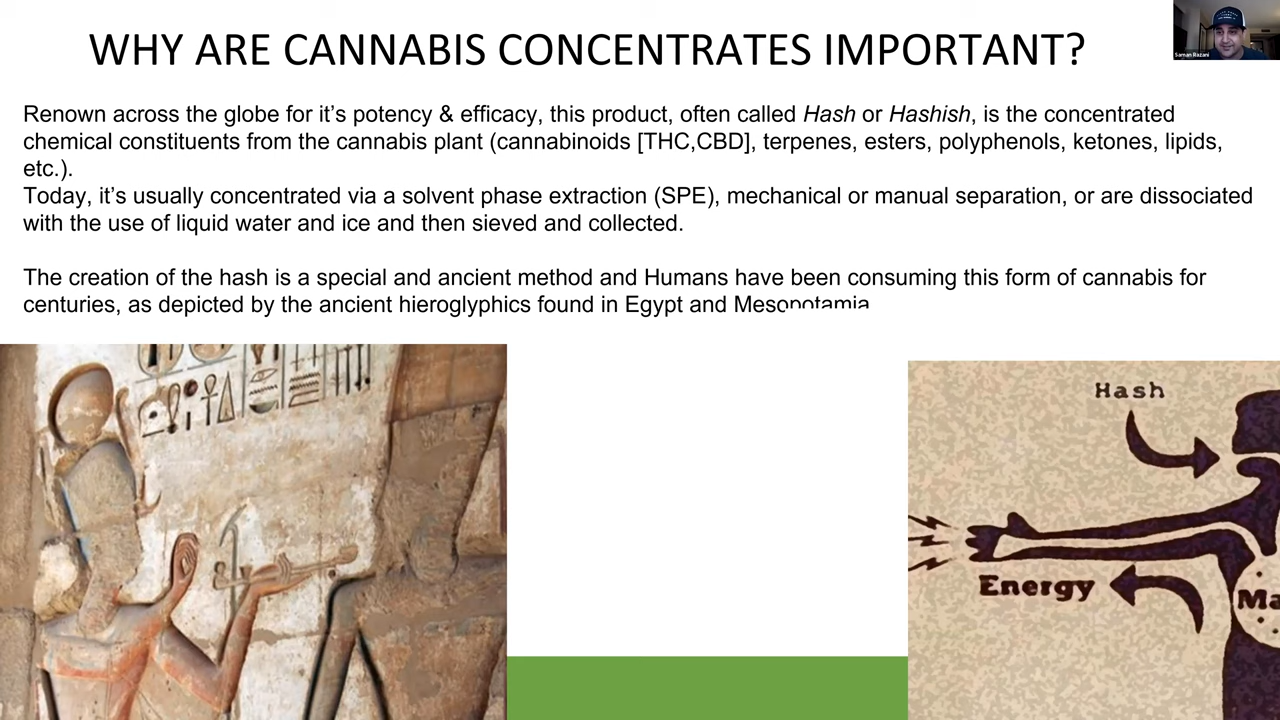 WHY ARE CANNABIS CONCENTRATES IMPORTANT?
Saman Razani
Renown across the globe for it's potency & efficacy, this product, often called Hash or Hashish, is the concentrated
chemical constituents from the cannabis plant (cannabinoids [THC,CBD], terpenes, esters, polyphenols, ketones, lipids,
etc.).
Today, it's usually concentrated via a solvent phase extraction (SPE), mechanical or manual separation, or are dissociated
with the use of liquid water and ice and then sieved and collected.
The creation of the hash is a special and ancient method and Humans have been consuming this form of cannabis for
centuries, as depicted by the ancient hieroglyphics found in Egypt and Mesopotamia
Hash
Energy
Ma